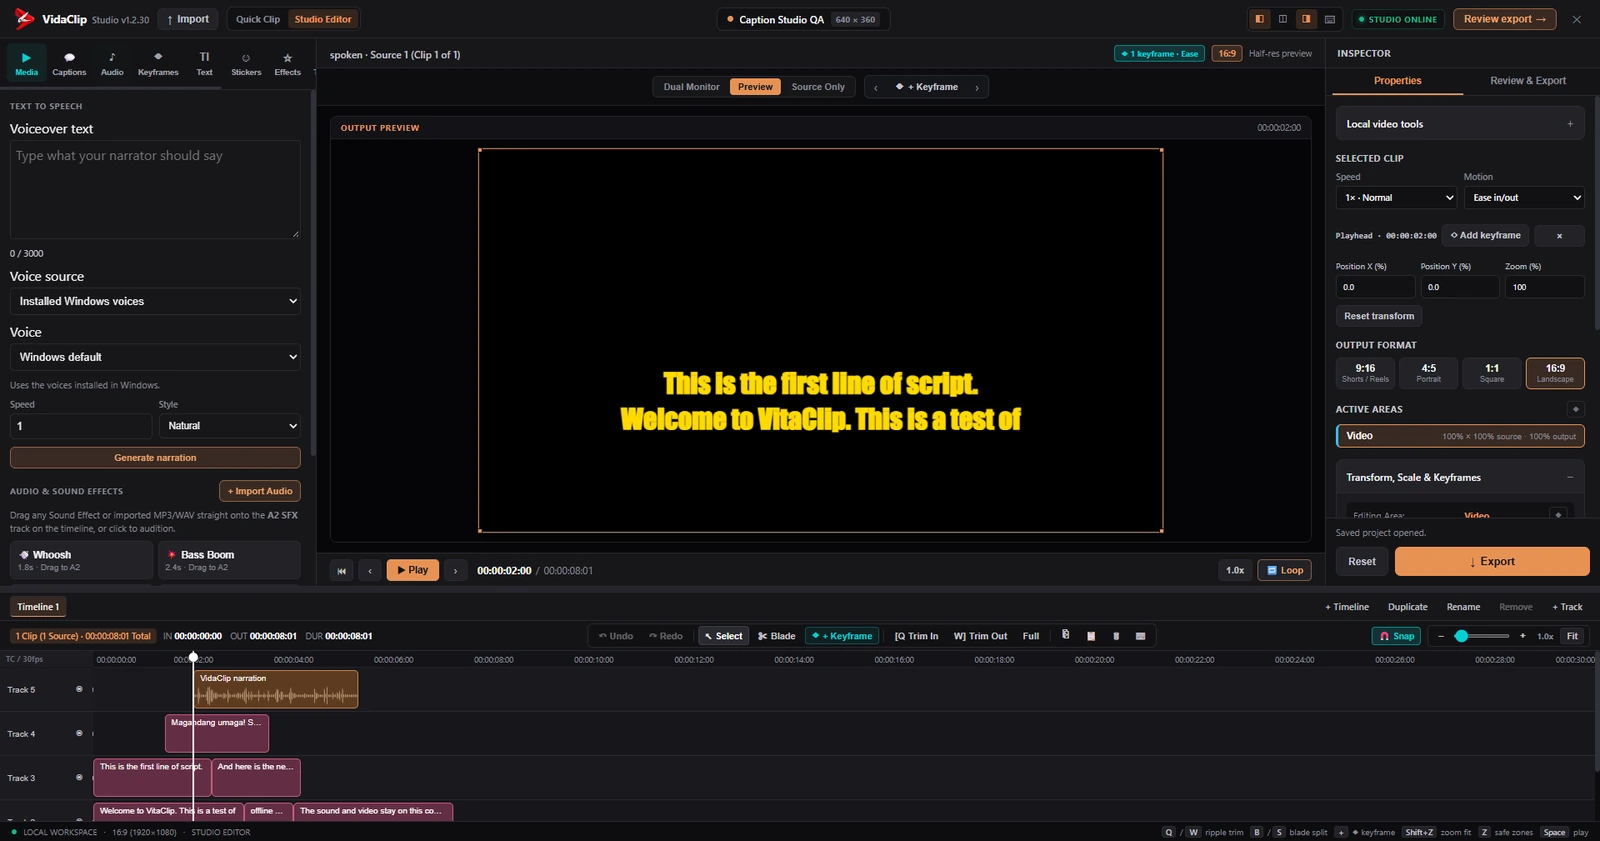 VidaClip Studio v1.2.30
↑ Import
Quick Clip Studio Editor
Caption Studio QA 640 × 360
STUDIO ONLINE
Review export →
Media
Captions
Audio
Keyframes
Text
Stickers
Effects
spoken · Source 1 (Clip 1 of 1)
1 keyframe · Ease
16:9
Half-res preview
INSPECTOR
Dual Monitor Preview Source Only
‹ ◆ + Keyframe ›
Properties
Review & Export
TEXT TO SPEECH
Voiceover text
Type what your narrator should say
0 / 3000
Voice source
Installed Windows voices
Voice
Windows default
Uses the voices installed in Windows.
Speed Style
1 Natural
Generate narration
AUDIO & SOUND EFFECTS
+ Import Audio
Drag any Sound Effect or imported MP3/WAV straight onto the A2 SFX
track on the timeline, or click to audition.
Whoosh
1.8s · Drag to A2
Bass Boom
2.4s · Drag to A2
OUTPUT PREVIEW
00:00:02:00
This is the first line of script.
Welcome to VitaClip. This is a test of
▶ Play
00:00:02:00 / 00:00:08:01
1.0x
Loop
Local video tools +
SELECTED CLIP
Speed Motion
1× · Normal Ease in/out
Playhead · 00:00:02:00
◇ Add keyframe
×
Position X (%) Position Y (%) Zoom (%)
0.0 0.0 100
Reset transform
OUTPUT FORMAT
9:16
Shorts / Reels
4:5
Portrait
1:1
Square
16:9
Landscape
ACTIVE AREAS
Video 100% × 100% source · 100% output
Transform, Scale & Keyframes −
Editing Area: Video
Saved project opened.
Reset
↓ Export
Timeline 1
+ Timeline Duplicate Rename Remove + Track
1 Clip (1 Source) · 00:00:08:01 Total
IN 00:00:00:00 OUT 00:00:08:01 DUR 00:00:08:01
Undo Redo Select Blade + Keyframe [Q Trim In W] Trim Out Full
Snap
− + 1.0x Fit
TC / 30fps
00:00:00:00 00:00:04:00 00:00:06:00 00:00:08:00 00:00:10:00 00:00:12:00 00:00:14:00 00:00:16:00 00:00:18:00 00:00:20:00 00:00:22:00 00:00:24:00 00:00:26:00 00:00:28:00 00:00:30:00
Track 5
VidaClip narration
Track 4
Magandang umaga! S...
Track 3
This is the first line of script.
And here is the ne...
Welcome to VitaClip. This is a test of
offline ...
The sound and video stay on this co...
LOCAL WORKSPACE · 16:9 (1920×1080) · STUDIO EDITOR
Q / W ripple trim B / S blade split + ◆ keyframe Shift+Z zoom fit Z safe zones Space play